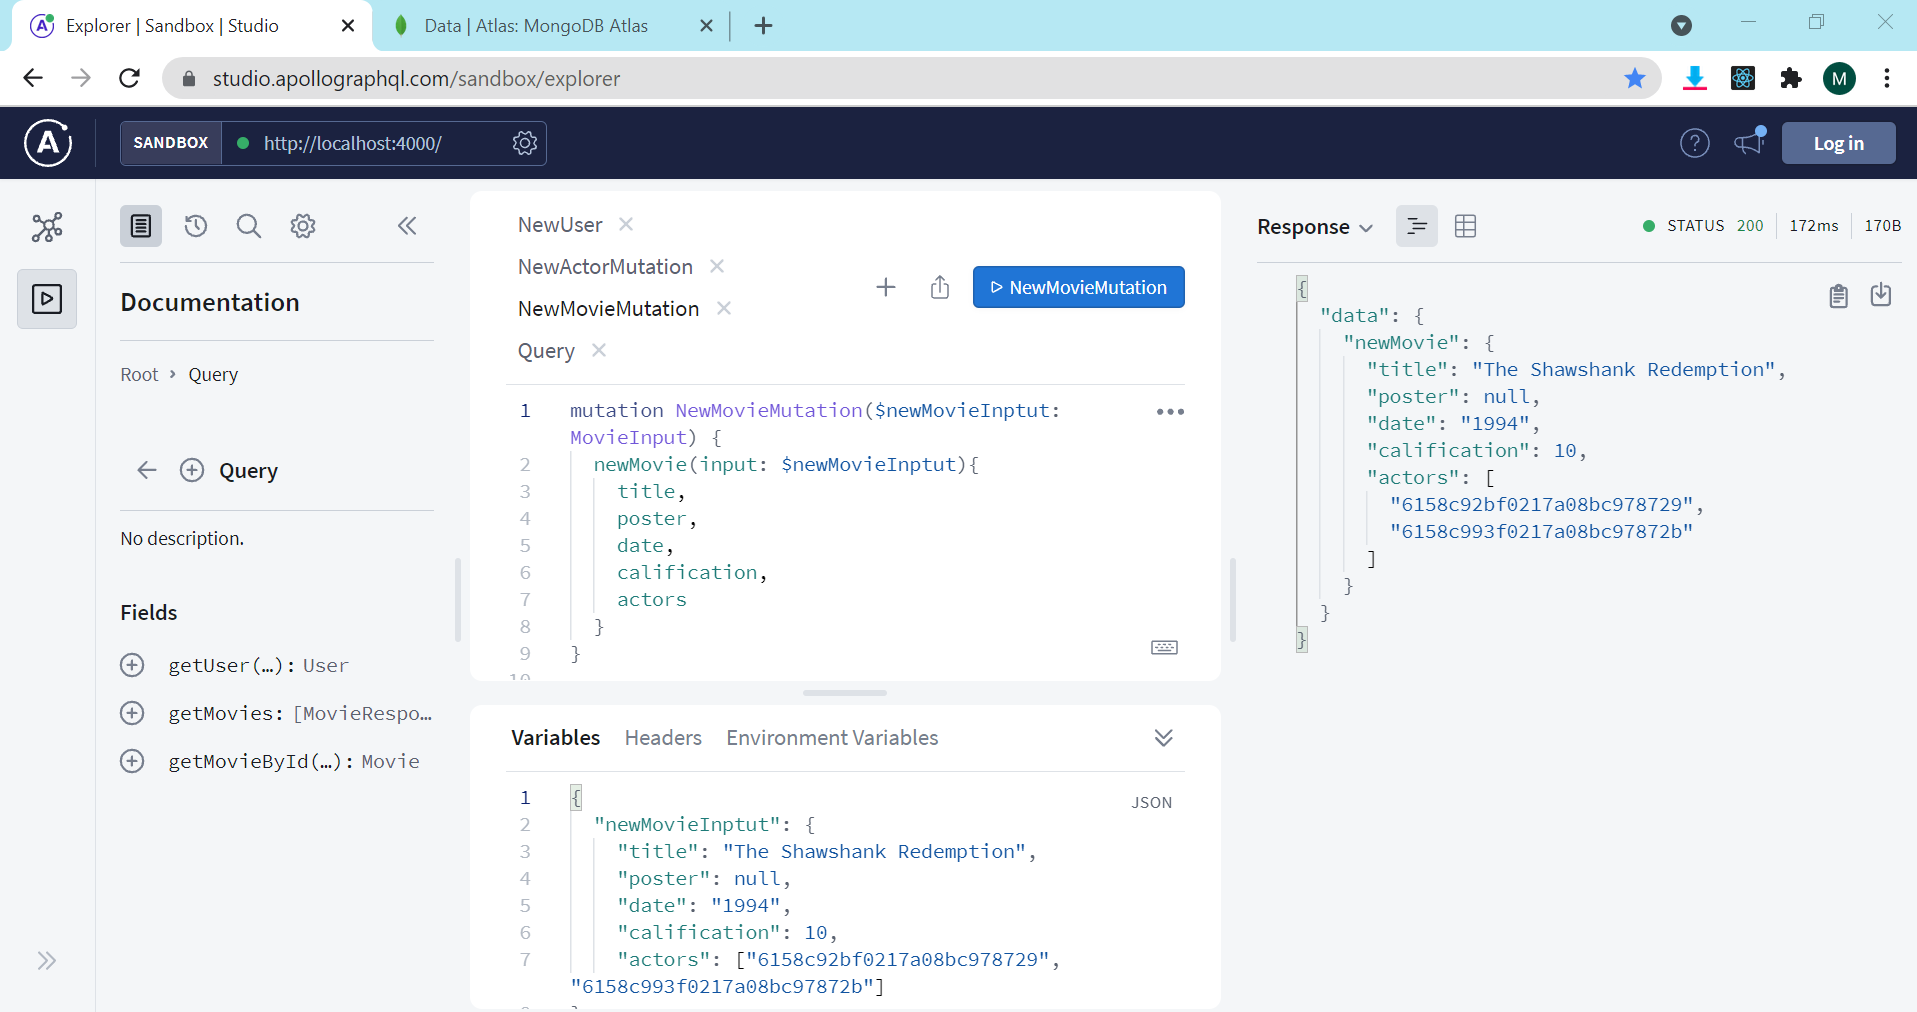 Explorer | Sandbox | Studio
Data | Atlas: MongoDB Atlas
studio.apollographql.com/sandbox/explorer
M
A
SANDBOX
http://localhost:4000/
?
Log in
Documentation
Root › Query
Query
No description.
Fields
getUser(…): User
getMovies: [MovieRespo…
getMovieById(…): Movie
NewUser
NewActorMutation
NewMovieMutation
Query
NewMovieMutation
1 mutation NewMovieMutation($newMovieInptut:
MovieInput) {
2 newMovie(input: $newMovieInptut){
3 title,
4 poster,
5 date,
6 calification,
7 actors
8 }
9 }
10
Variables Headers Environment Variables
JSON
1 {
2 "newMovieInptut": {
3 "title": "The Shawshank Redemption",
4 "poster": null,
5 "date": "1994",
6 "calification": 10,
7 "actors": ["6158c92bf0217a08bc978729",
"6158c993f0217a08bc97872b"]
Response
STATUS 200 172ms 170B
{
"data": {
"newMovie": {
"title": "The Shawshank Redemption",
"poster": null,
"date": "1994",
"calification": 10,
"actors": [
"6158c92bf0217a08bc978729",
"6158c993f0217a08bc97872b"
]
}
}
}